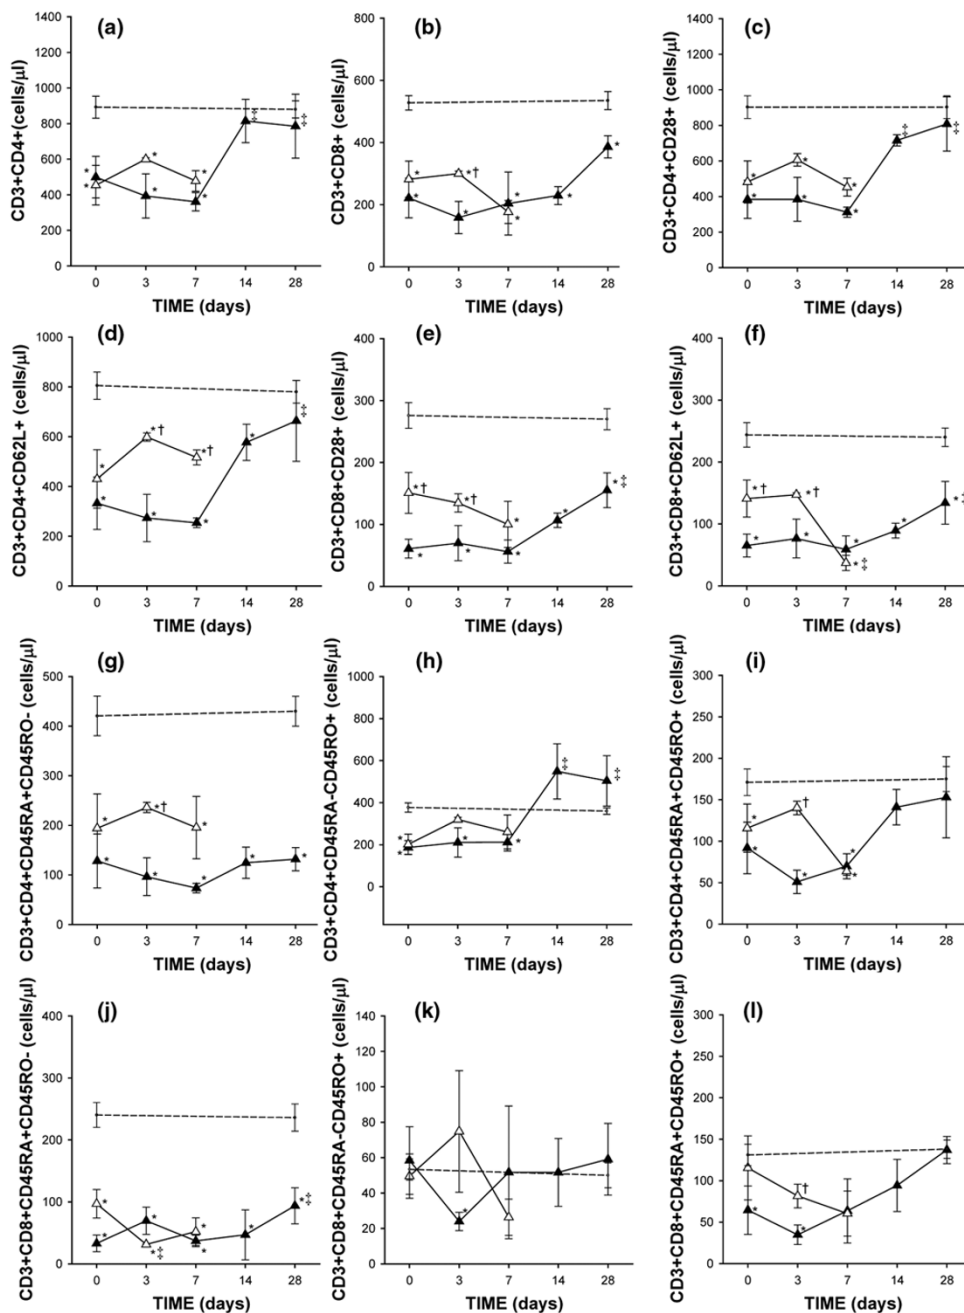 (a)
CD3+CD4+(cells/µl)
1400
1200
1000
800
600
400
200
0
* * * * * * ‡ ‡
0 3 7 14 28
TIME (days)
(b)
CD3+CD8+ (cells/µl)
800
600
400
200
0
* *† * * * * * *
0 3 7 14 28
TIME (days)
(c)
CD3+CD4+CD28+ (cells/µl)
1400
1200
1000
800
600
400
200
0
* * * * * * ‡ ‡
0 3 7 14 28
TIME (days)
(d)
CD3+CD4+CD62L+ (cells/µl)
1000
800
600
400
200
0
* *† *† * * * * ‡
0 3 7 14 28
TIME (days)
(e)
CD3+CD8+CD28+ (cells/µl)
400
300
200
100
0
*† *† * * * * * *‡
0 3 7 14 28
TIME (days)
(f)
CD3+CD8+CD62L+ (cells/µl)
400
300
200
100
0
*† *† *‡ * * * * *‡
0 3 7 14 28
TIME (days)
(g)
CD3+CD4+CD45RA+CD45RO- (cells/µl)
500
400
300
200
100
0
* *† * * * * * *
0 3 7 14 28
TIME (days)
(h)
CD3+CD4+CD45RA-CD45RO+ (cells/µl)
1000
800
600
400
200
0
* * * * ‡ ‡
0 3 7 14 28
TIME (days)
(i)
CD3+CD4+CD45RA+CD45RO+ (cells/µl)
300
250
200
150
100
50
0
* † * * * *
0 3 7 14 28
TIME (days)
(j)
CD3+CD8+CD45RA+CD45RO- (cells/µl)
400
300
200
100
0
* * *‡ * * * *‡
0 3 7 14 28
TIME (days)
(k)
CD3+CD8+CD45RA-CD45RO+ (cells/µl)
140
120
100
80
60
40
20
0
*
0 3 7 14 28
TIME (days)
(l)
CD3+CD8+CD45RA+CD45RO+ (cells/µl)
300
250
200
150
100
50
0
* † *
0 3 7 14 28
TIME (days)